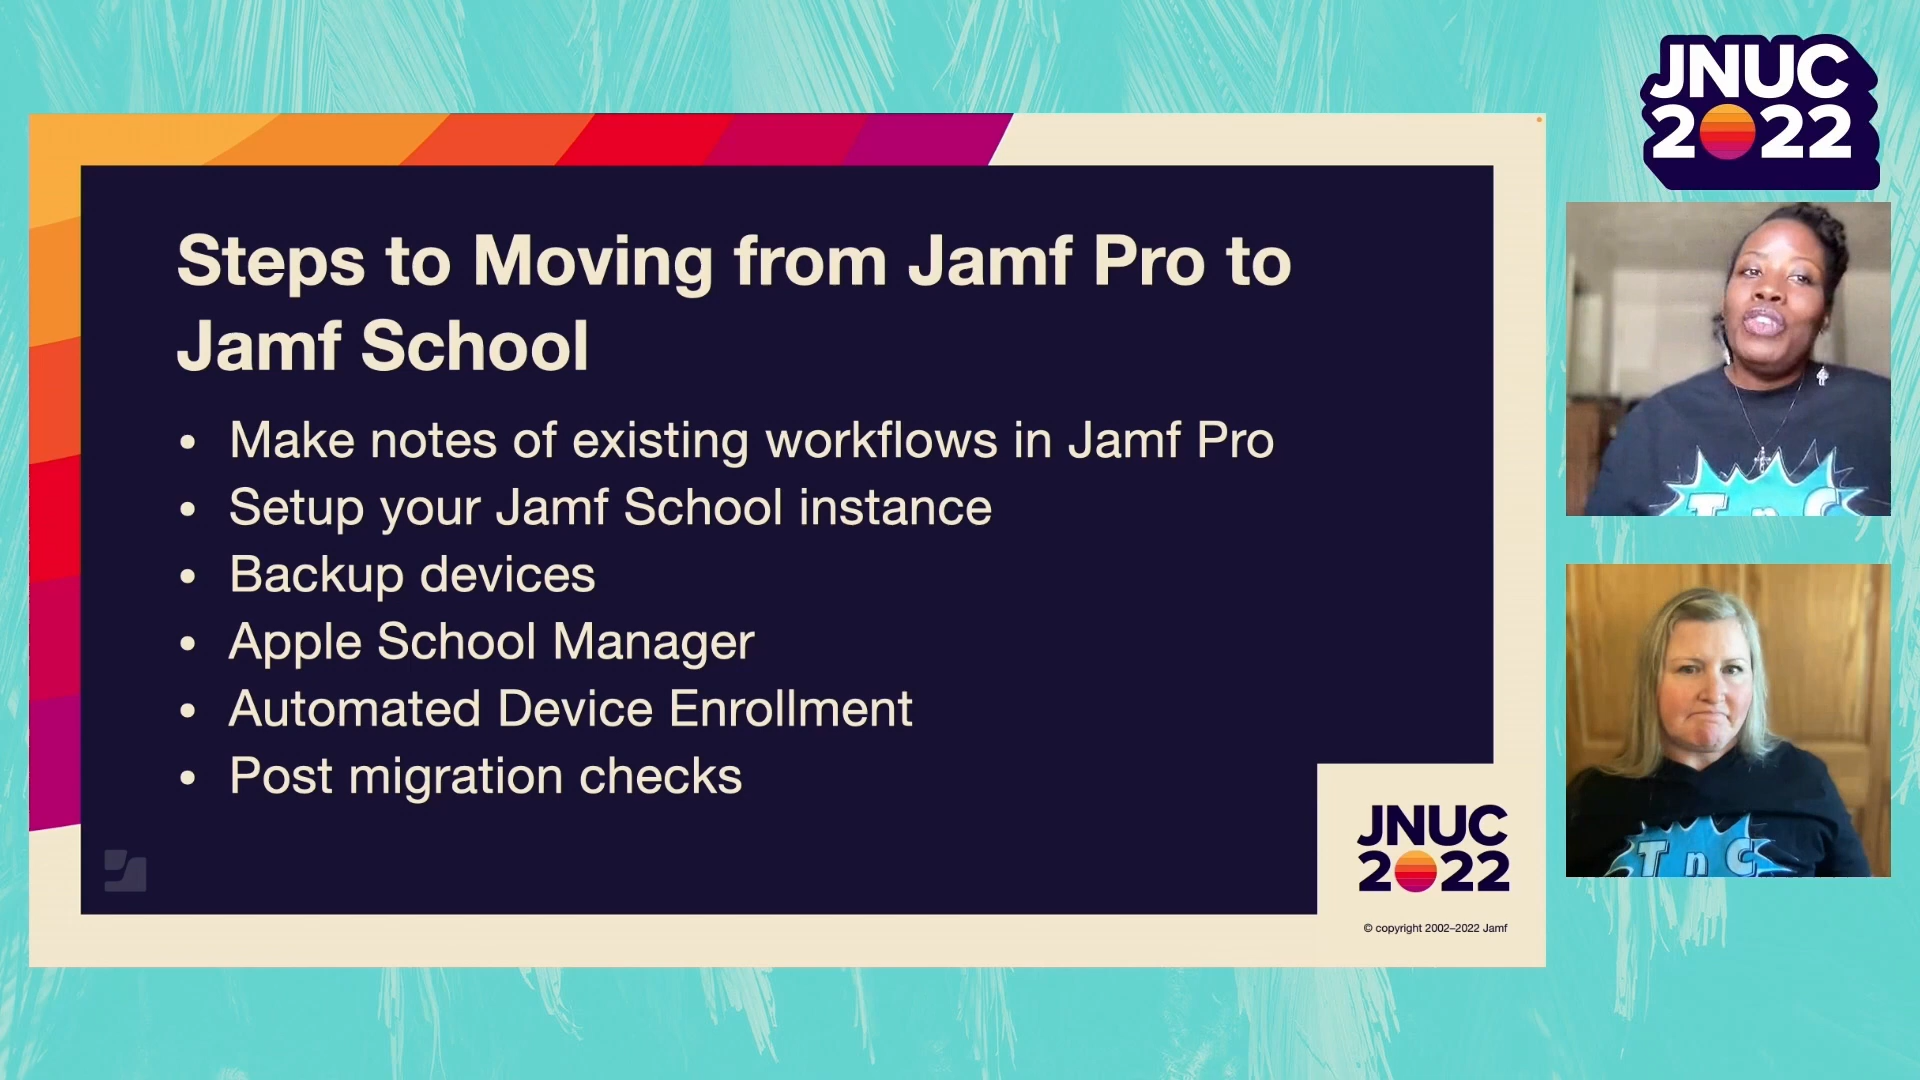 JNUC
2022
Steps to Moving from Jamf Pro to
Jamf School
• Make notes of existing workflows in Jamf Pro
• Setup your Jamf School instance
• Backup devices
• Apple School Manager
• Automated Device Enrollment
• Post migration checks
JNUC
2022
© copyright 2002–2022 Jamf
T n C
T n C